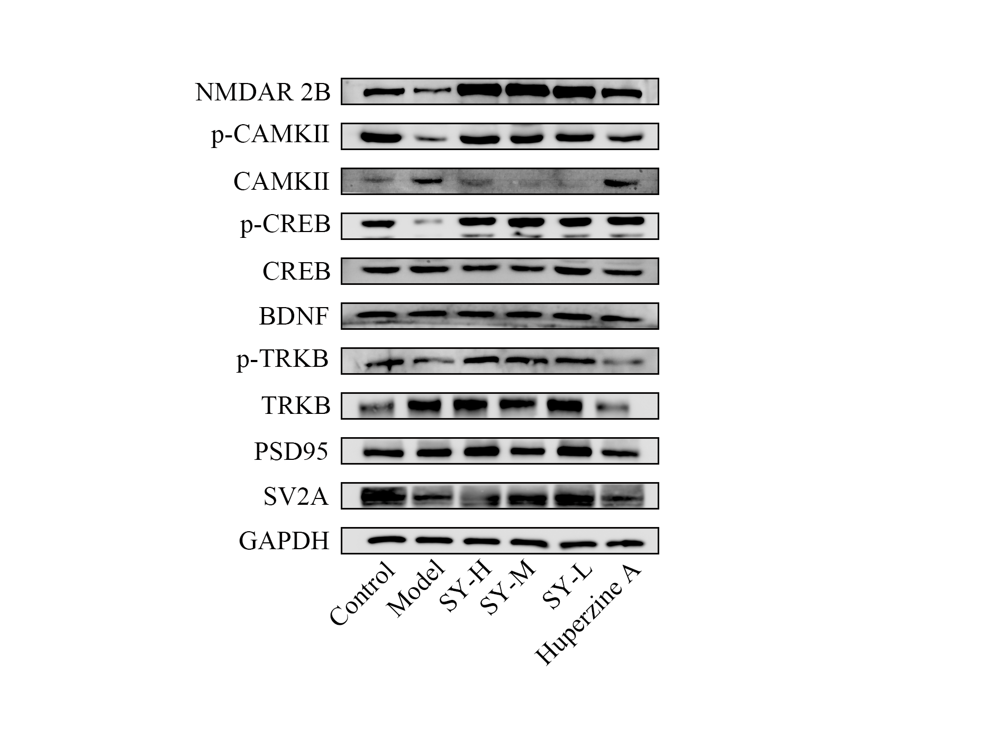 NMDAR 2B
p-CAMKII
CAMKII
p-CREB
CREB
BDNF
p-TRKB
TRKB
PSD95
SV2A
GAPDH
Control
Model
SY-H
SY-M
SY-L
Huperzine A